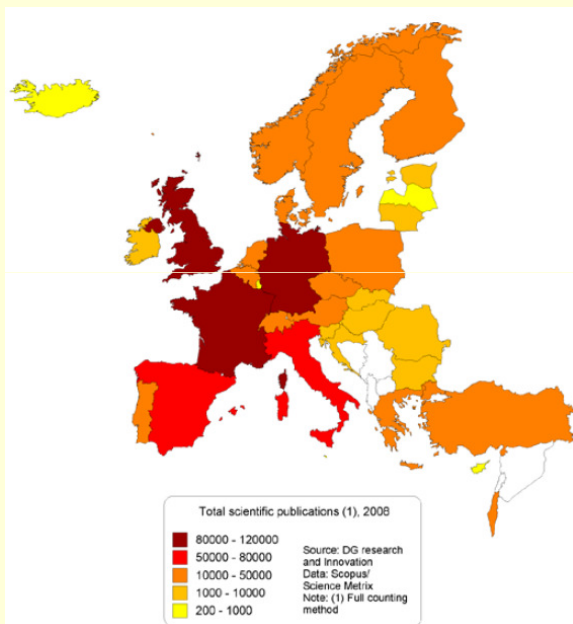 Total scientific publications (1), 2008
80000 - 120000
50000 - 80000
10000 - 50000
1000 - 10000
200 - 1000
Source: DG research
and Innovation
Data: Scopus/
Science Metrix
Note: (1) Full counting
method